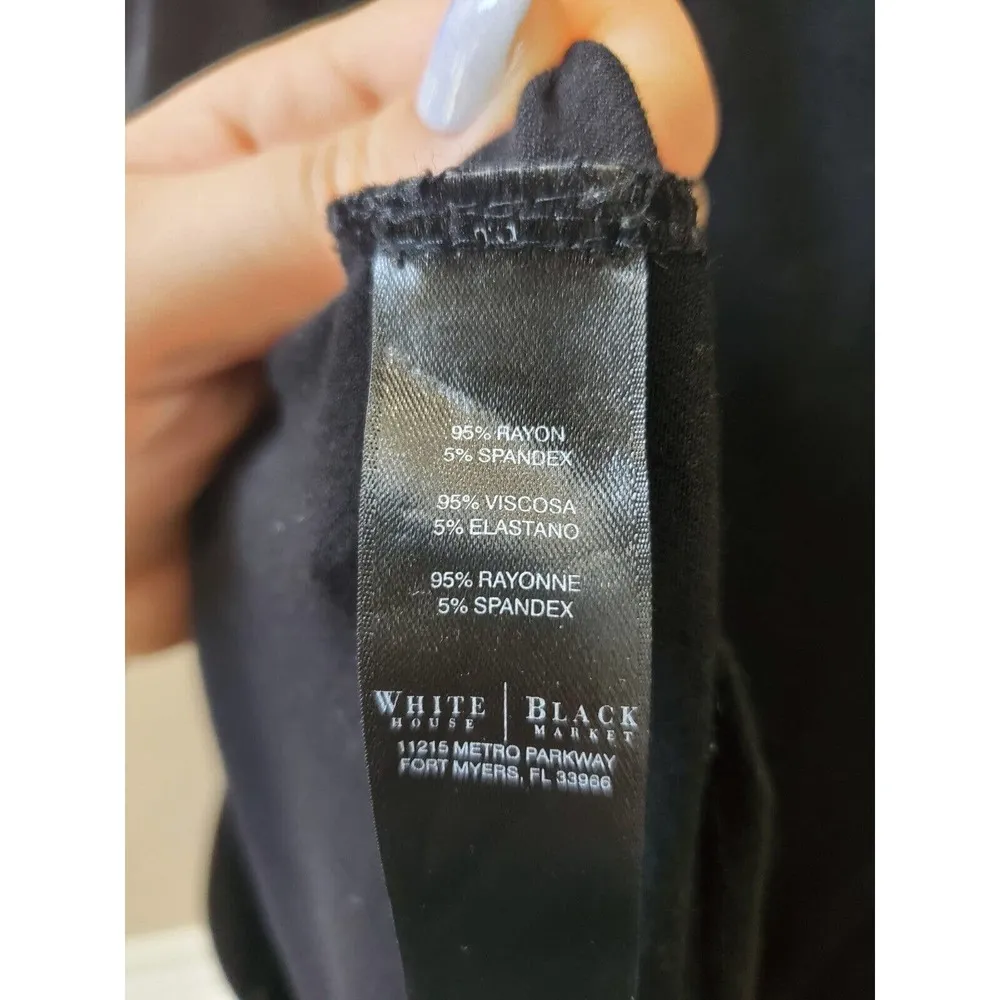 95% RAYON
5% SPANDEX
95% VISCOSA
5% ELASTANO
95% RAYONNE
5% SPANDEX
WHITE HOUSE | BLACK MARKET
11215 METRO PARKWAY
FORT MYERS, FL 33966